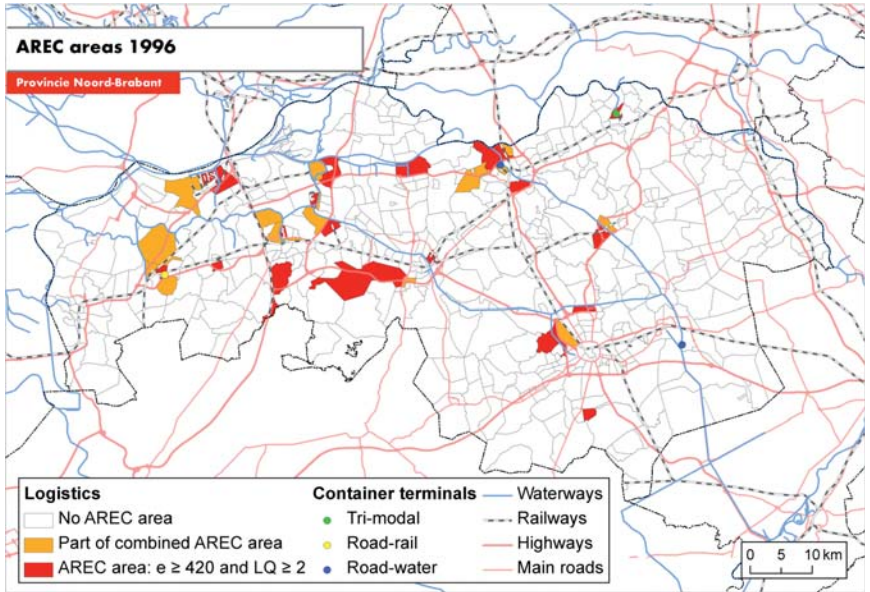 AREC areas 1996
Provincie Noord-Brabant
Logistics
No AREC area
Part of combined AREC area
AREC area: e ≥ 420 and LQ ≥ 2
Container terminals
Tri-modal
Road-rail
Road-water
Waterways
Railways
Highways
Main roads
0 5 10 km